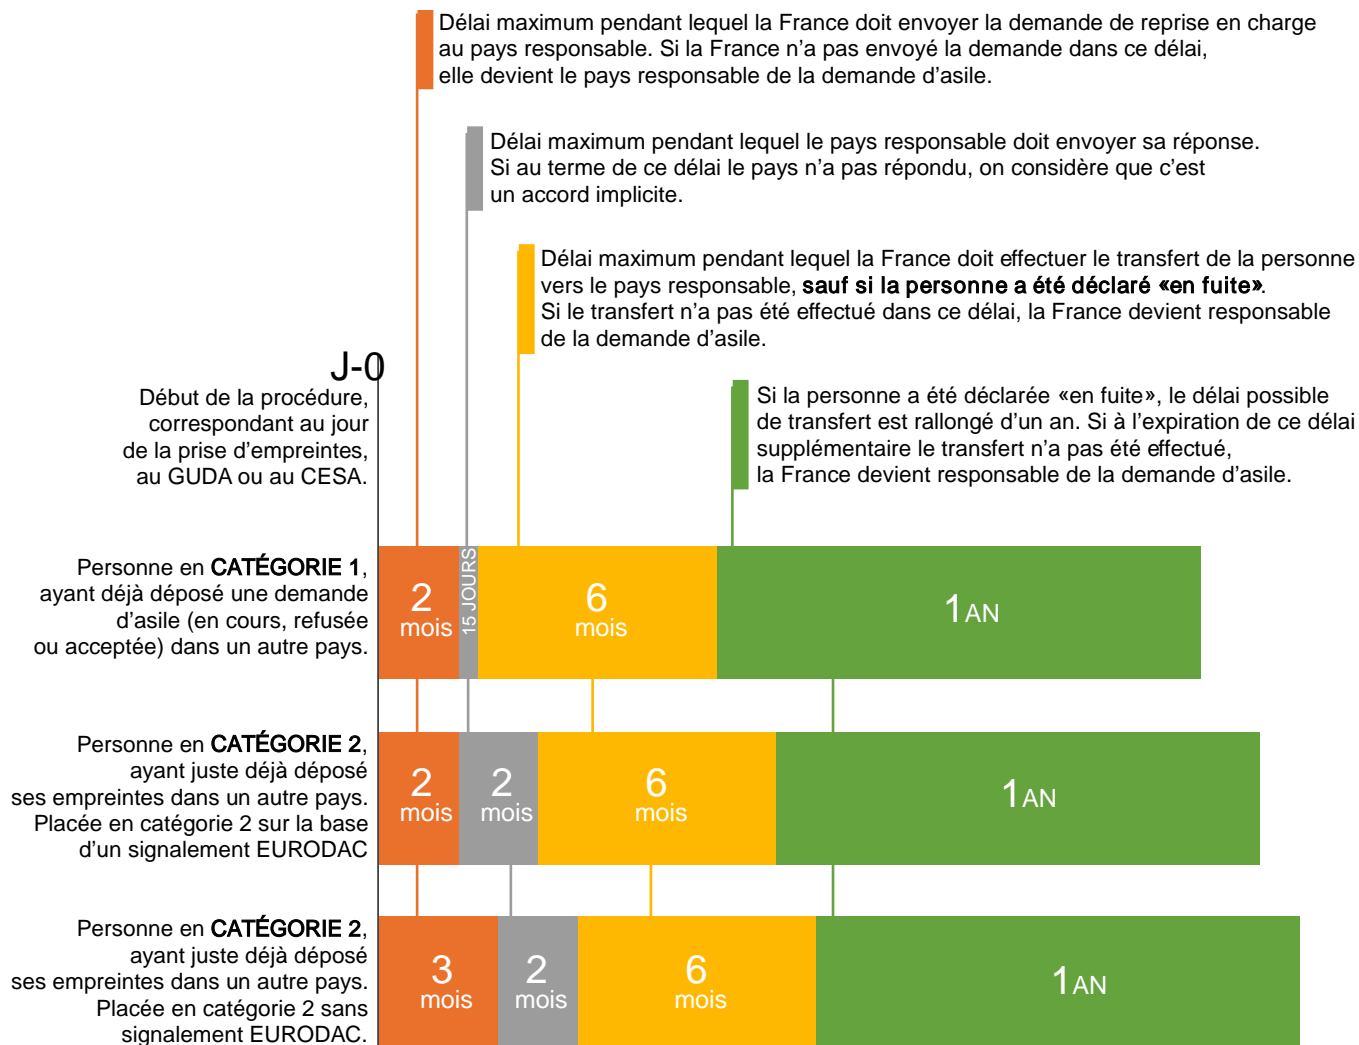 Délai maximum pendant lequel la France doit envoyer la demande de reprise en charge
au pays responsable. Si la France n’a pas envoyé la demande dans ce délai,
elle devient le pays responsable de la demande d’asile.
Délai maximum pendant lequel le pays responsable doit envoyer sa réponse.
Si au terme de ce délai le pays n’a pas répondu, on considère que c’est
un accord implicite.
Délai maximum pendant lequel la France doit effectuer le transfert de la personne
vers le pays responsable, sauf si la personne a été déclaré «en fuite».
Si le transfert n’a pas été effectué dans ce délai, la France devient responsable
de la demande d’asile.
J-0
Début de la procédure,
correspondant au jour
de la prise d’empreintes,
au GUDA ou au CESA.
Si la personne a été déclarée «en fuite», le délai possible
de transfert est rallongé d’un an. Si à l’expiration de ce délai
supplémentaire le transfert n’a pas été effectué,
la France devient responsable de la demande d’asile.
Personne en CATÉGORIE 1,
ayant déjà déposé une demande
d’asile (en cours, refusée
ou acceptée) dans un autre pays.
2
mois
15 JOURS
6
mois
1 AN
Personne en CATÉGORIE 2,
ayant juste déjà déposé
ses empreintes dans un autre pays.
Placée en catégorie 2 sur la base
d’un signalement EURODAC
2
mois
2
mois
6
mois
1 AN
Personne en CATÉGORIE 2,
ayant juste déjà déposé
ses empreintes dans un autre pays.
Placée en catégorie 2 sans
signalement EURODAC.
3
mois
2
mois
6
mois
1 AN